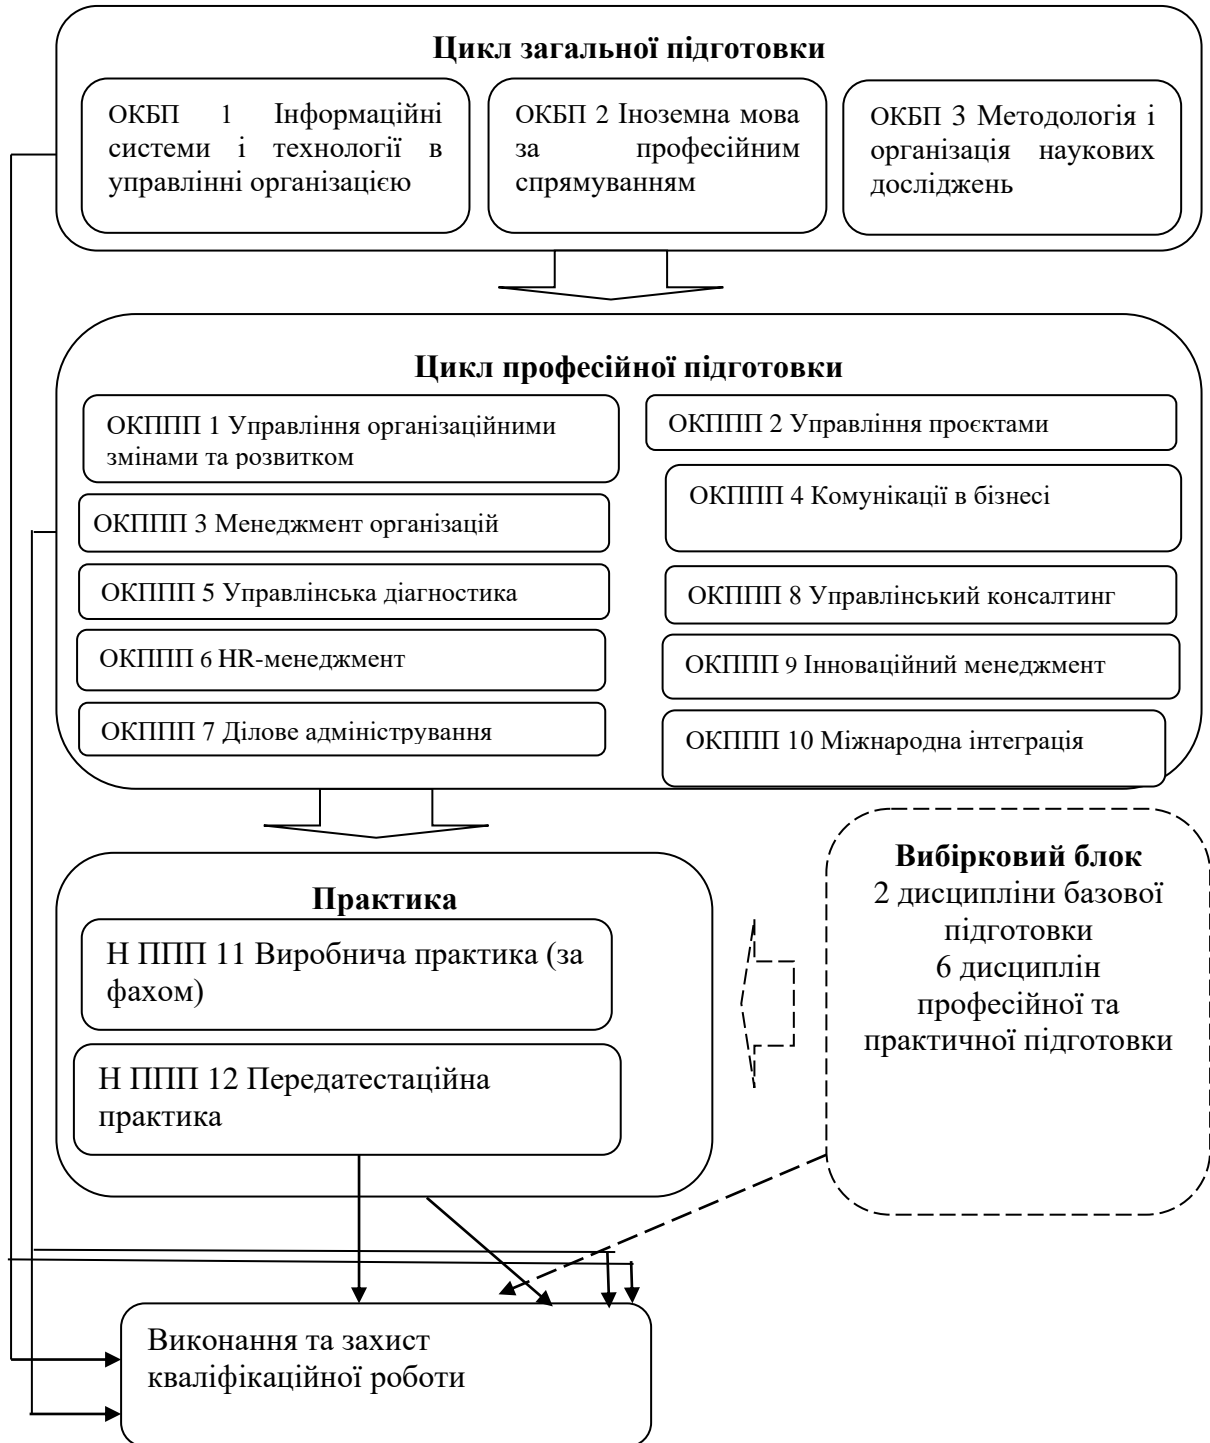 Цикл загальної підготовки
ОКБП 1 Інформаційні
системи і технології в
управлінні організацією
ОКБП 2 Іноземна мова
за професійним
спрямуванням
ОКБП 3 Методологія і
організація наукових
досліджень
Цикл професійної підготовки
ОКППП 1 Управління організаційними
змінами та розвитком
ОКППП 2 Управління проєктами
ОКППП 3 Менеджмент організацій
ОКППП 4 Комунікації в бізнесі
ОКППП 5 Управлінська діагностика
ОКППП 8 Управлінський консалтинг
ОКППП 6 HR-менеджмент
ОКППП 9 Інноваційний менеджмент
ОКППП 7 Ділове адміністрування
ОКППП 10 Міжнародна інтеграція
Практика
Н ППП 11 Виробнича практика (за
фахом)
Н ППП 12 Передатестаційна
практика
Вибірковий блок
2 дисципліни базової
підготовки
6 дисциплін
професійної та
практичної підготовки
Виконання та захист
кваліфікаційної роботи